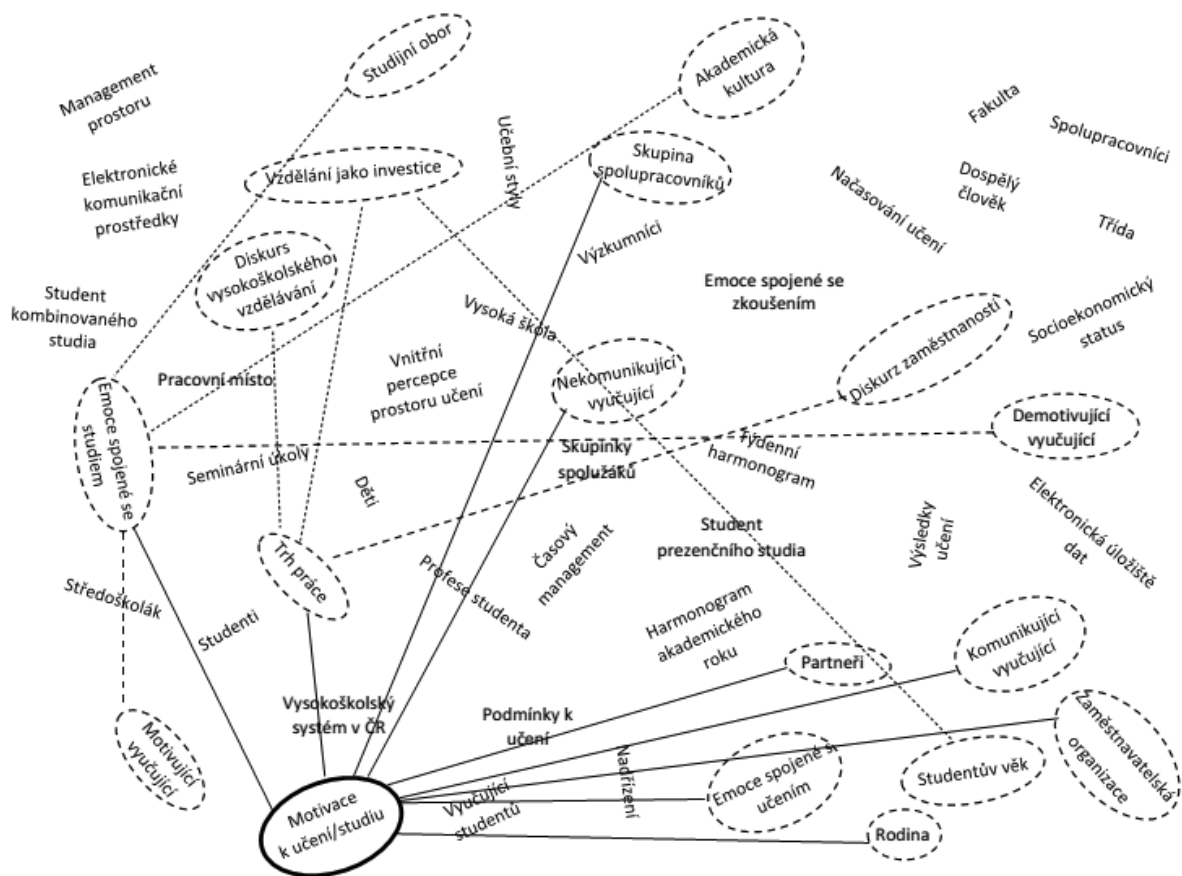 Studijní obor
Akademická
kultura
Management
prostoru
Fakulta
Spolupracovníci
Učební styly
Elektronické
komunikační
prostředky
Vzdělání jako investice
Skupina
spolupracovníků
Načasování učení
Dospělý
člověk
Třída
Diskurs
vysokoškolského
vzdělávání
Výzkumníci
Emoce spojené se
zkoušením
Socioekonomický
status
Student
kombinovaného
studia
Vysoká škola
Diskurz zaměstnaností
Pracovní místo
Vnitřní
percepce
prostoru učení
Nekomunikující
vyučující
Demotivující
vyučující
Emoce spojené se
studiem
Seminární úkoly
Skupinky
spolužáků
Týdenní
harmonogram
Děti
Elektronická úložiště
dat
Trh práce
Časový
management
Student
prezenčního studia
Výsledky
učení
Profese studenta
Středoškolák
Studenti
Harmonogram
akademického
roku
Partneři
Komunikující
vyučující
Vysokoškolský
systém v ČR
Podmínky k
učení
Motivující
vyučující
Nadřízení
Emoce spojené s
učením
Studentův věk
Zaměstnavatelská
organizace
Motivace
k učení/studiu
Vyučující
studentů
Rodina